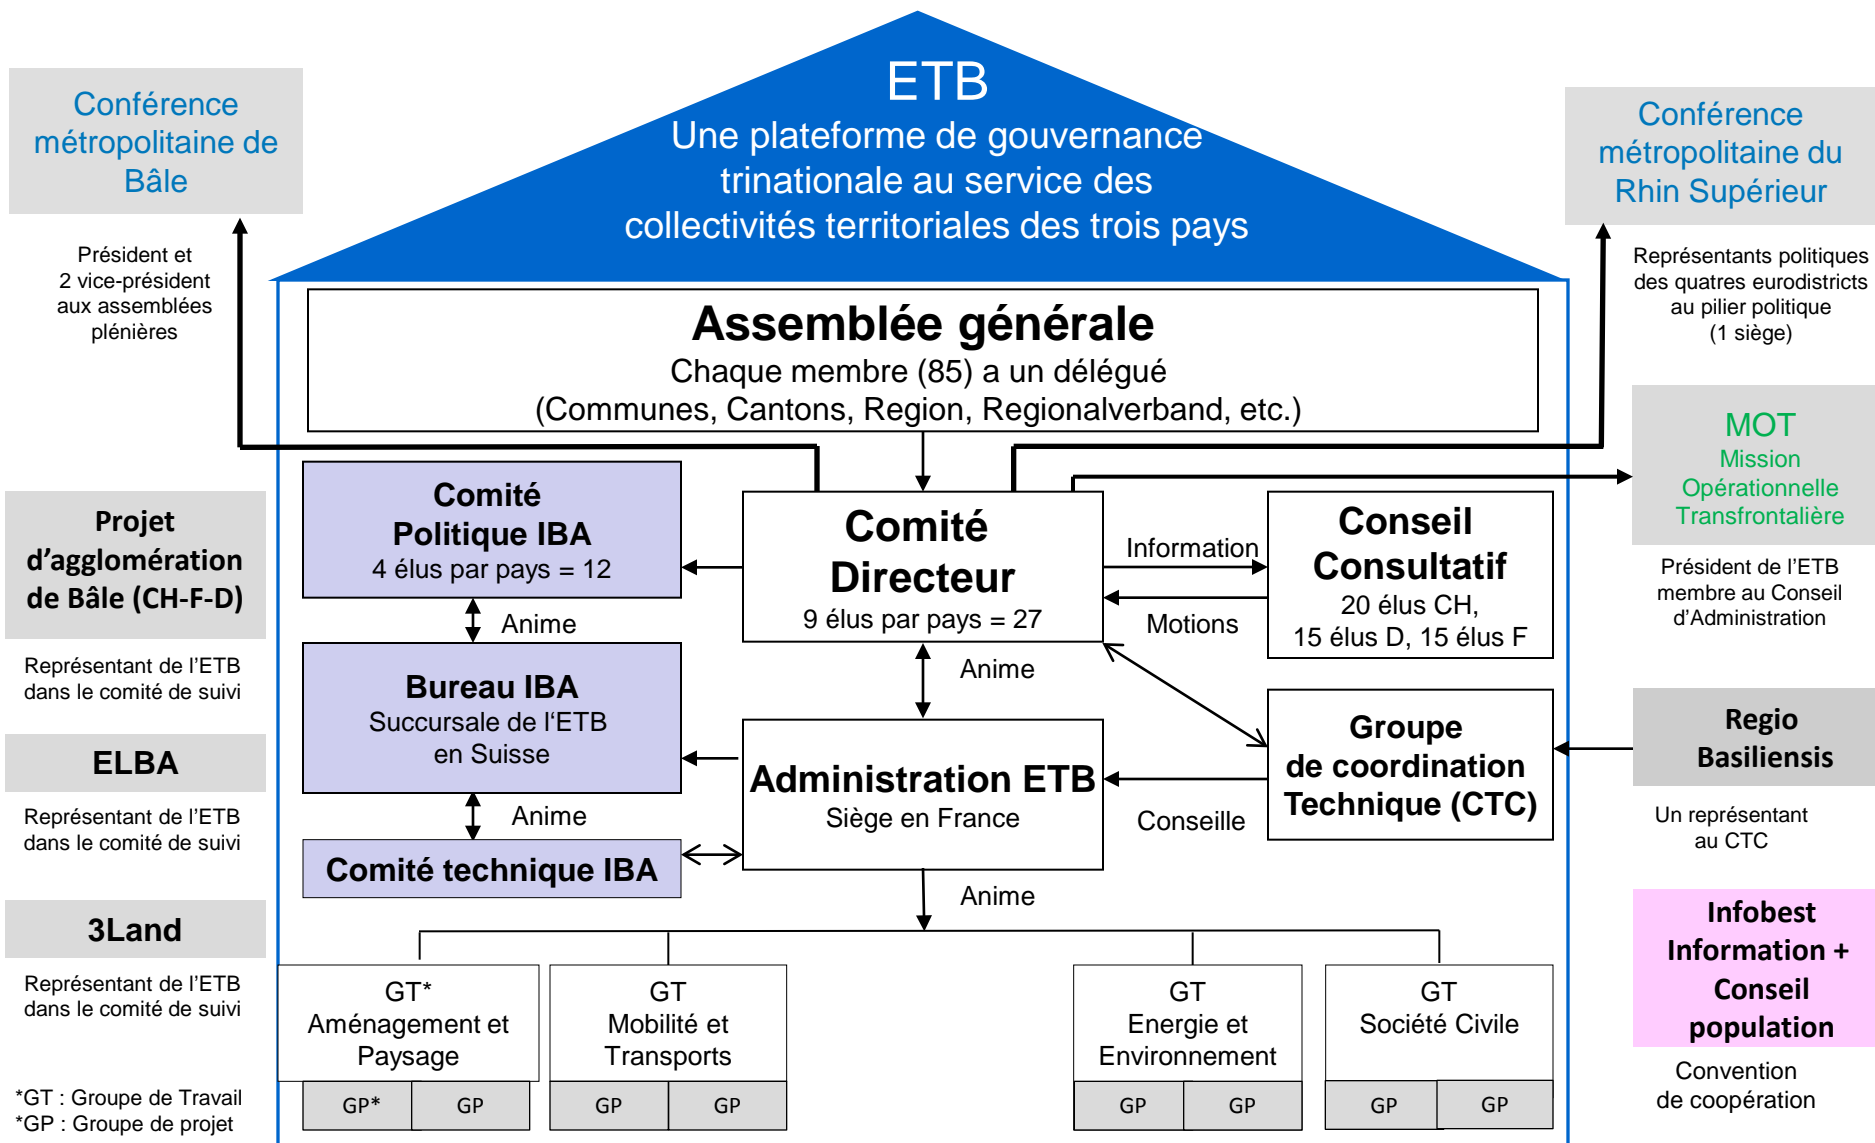 ETB
Une plateforme de gouvernance
trinationale au service des
collectivités territoriales des trois pays
Conférence
métropolitaine de
Bâle
Président et
2 vice-président
aux assemblées
plénières
Conférence
métropolitaine du
Rhin Supérieur
Représentants politiques
des quatres eurodistricts
au pilier politique
(1 siège)
Assemblée générale
Chaque membre (85) a un délégué
(Communes, Cantons, Region, Regionalverband, etc.)
MOT
Mission
Opérationnelle
Transfrontalière
Président de l’ETB
membre au Conseil
d’Administration
Projet
d’agglomération
de Bâle (CH-F-D)
Représentant de l’ETB
dans le comité de suivi
Comité
Politique IBA
4 élus par pays = 12
Anime
Comité
Directeur
9 élus par pays = 27
Information
Motions
Conseil
Consultatif
20 élus CH,
15 élus D, 15 élus F
Anime
Bureau IBA
Succursale de l‘ETB
en Suisse
Anime
Comité technique IBA
Administration ETB
Siège en France
Conseille
Groupe
de coordination
Technique (CTC)
Regio
Basiliensis
Un représentant
au CTC
ELBA
Représentant de l’ETB
dans le comité de suivi
3Land
Représentant de l’ETB
dans le comité de suivi
Anime
Infobest
Information +
Conseil
population
Convention
de coopération
GT*
Aménagement et
Paysage
GP*
GP
GT
Mobilité et
Transports
GP
GP
GT
Energie et
Environnement
GP
GP
GT
Société Civile
GP
GP
*GT : Groupe de Travail
*GP : Groupe de projet